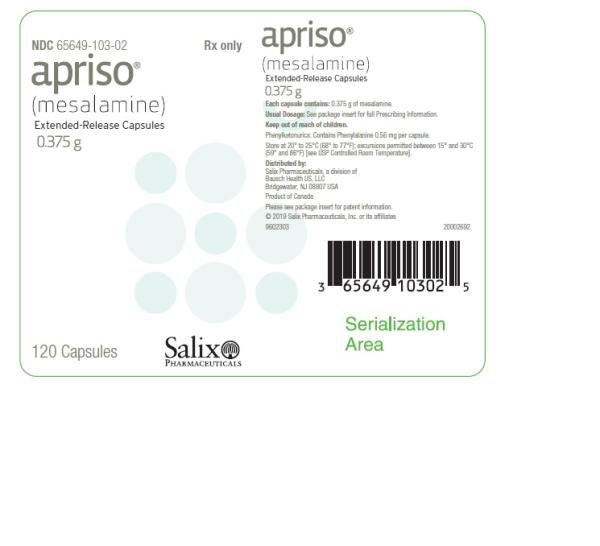 NDC 65649-103-02
Rx only
apriso®
(mesalamine)
Extended-Release Capsules
0.375 g
120 Capsules
Salix
PHARMACEUTICALS
apriso®
(mesalamine)
Extended-Release Capsules
0.375 g
Each capsule contains: 0.375 g of mesalamine.
Usual Dosage: See package insert for full Prescribing Information.
Keep out of reach of children.
Phenylketonurics: Contains Phenylalanine 0.56 mg per capsule.
Store at 20° to 25°C (68° to 77°F); excursions permitted between 15° and 30°C
(59° and 86°F) [see USP Controlled Room Temperature].
Distributed by:
Salix Pharmaceuticals, a division of
Bausch Health US, LLC
Bridgewater, NJ 08807 USA
Product of Canada
Please see package insert for patent information.
© 2019 Salix Pharmaceuticals, Inc. or its affiliates
9602303 20002692
3 65649 10302 5
Serialization
Area